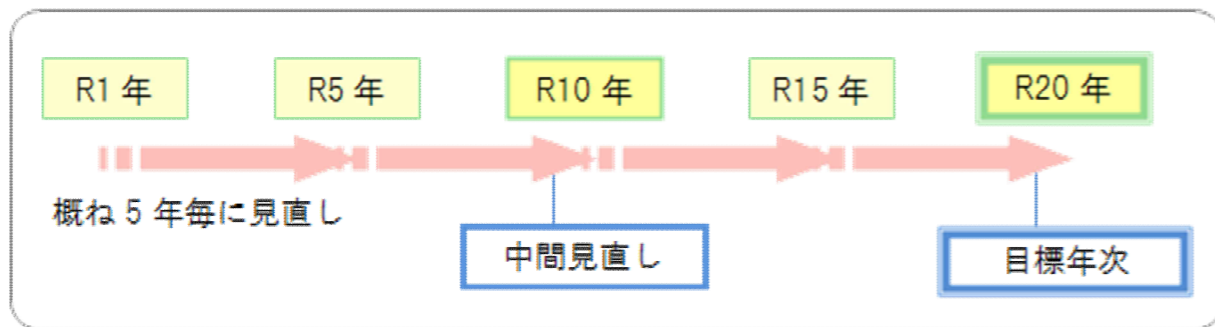 R1 年
R5 年
R10 年
R15 年
R20 年
概ね 5 年毎に見直し
中間見直し
目標年次